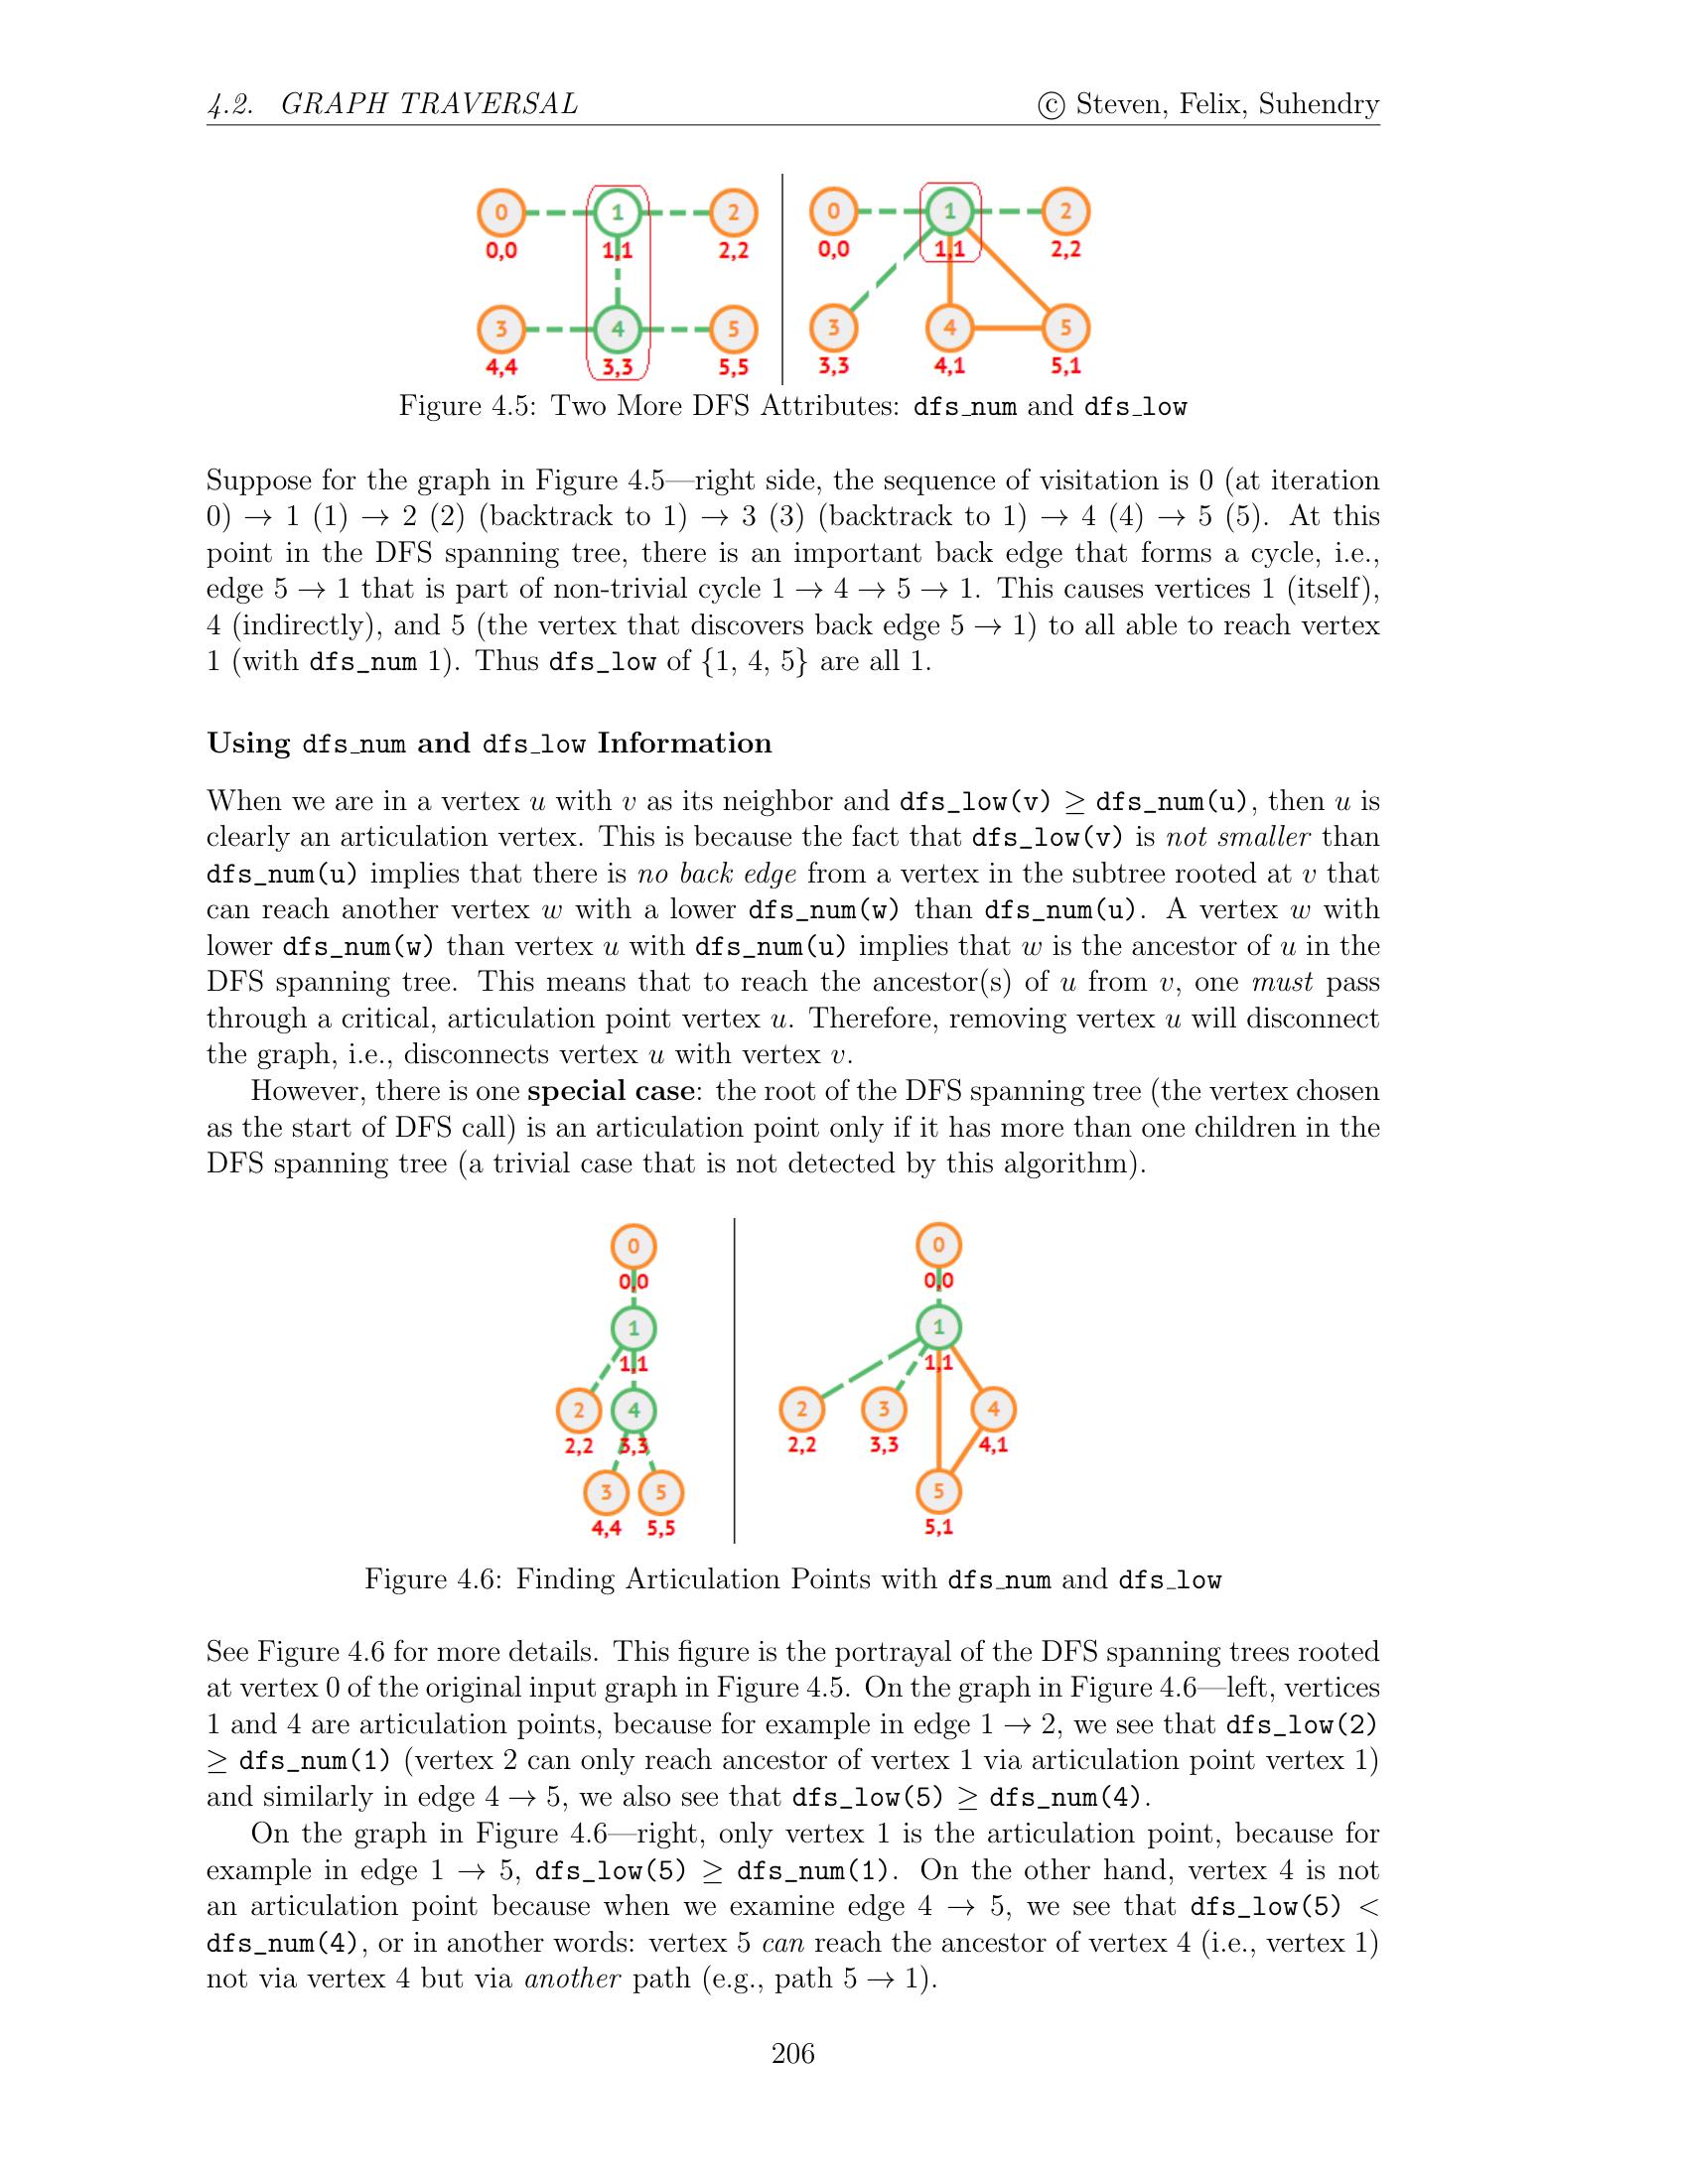 4.2. GRAPH TRAVERSAL © Steven, Felix, Suhendry
0 1 2 0 1 2
0,0 1,1 2,2 0,0 1,1 2,2
3 4 5 3 4 5
4,4 3,3 5,5 3,3 4,1 5,1
Figure 4.5: Two More DFS Attributes: dfs_num and dfs_low
Suppose for the graph in Figure 4.5—right side, the sequence of visitation is 0 (at iteration
0) → 1 (1) → 2 (2) (backtrack to 1) → 3 (3) (backtrack to 1) → 4 (4) → 5 (5). At this
point in the DFS spanning tree, there is an important back edge that forms a cycle, i.e.,
edge 5 → 1 that is part of non-trivial cycle 1 → 4 → 5 → 1. This causes vertices 1 (itself),
4 (indirectly), and 5 (the vertex that discovers back edge 5 → 1) to all able to reach vertex
1 (with dfs_num 1). Thus dfs_low of {1, 4, 5} are all 1.
Using dfs_num and dfs_low Information
When we are in a vertex u with v as its neighbor and dfs_low(v) ≥ dfs_num(u), then u is
clearly an articulation vertex. This is because the fact that dfs_low(v) is not smaller than
dfs_num(u) implies that there is no back edge from a vertex in the subtree rooted at v that
can reach another vertex w with a lower dfs_num(w) than dfs_num(u). A vertex w with
lower dfs_num(w) than vertex u with dfs_num(u) implies that w is the ancestor of u in the
DFS spanning tree. This means that to reach the ancestor(s) of u from v, one must pass
through a critical, articulation point vertex u. Therefore, removing vertex u will disconnect
the graph, i.e., disconnects vertex u with vertex v.
However, there is one special case: the root of the DFS spanning tree (the vertex chosen
as the start of DFS call) is an articulation point only if it has more than one children in the
DFS spanning tree (a trivial case that is not detected by this algorithm).
0 0
0,0 0,0
1 1
1,1 1,1
2 4 2 3 4
2,2 3,3 2,2 3,3 4,1
3 5 5
4,4 5,5 5,1
Figure 4.6: Finding Articulation Points with dfs_num and dfs_low
See Figure 4.6 for more details. This figure is the portrayal of the DFS spanning trees rooted
at vertex 0 of the original input graph in Figure 4.5. On the graph in Figure 4.6—left, vertices
1 and 4 are articulation points, because for example in edge 1 → 2, we see that dfs_low(2)
≥ dfs_num(1) (vertex 2 can only reach ancestor of vertex 1 via articulation point vertex 1)
and similarly in edge 4 → 5, we also see that dfs_low(5) ≥ dfs_num(4).
On the graph in Figure 4.6—right, only vertex 1 is the articulation point, because for
example in edge 1 → 5, dfs_low(5) ≥ dfs_num(1). On the other hand, vertex 4 is not
an articulation point because when we examine edge 4 → 5, we see that dfs_low(5) <
dfs_num(4), or in another words: vertex 5 can reach the ancestor of vertex 4 (i.e., vertex 1)
not via vertex 4 but via another path (e.g., path 5 → 1).
206